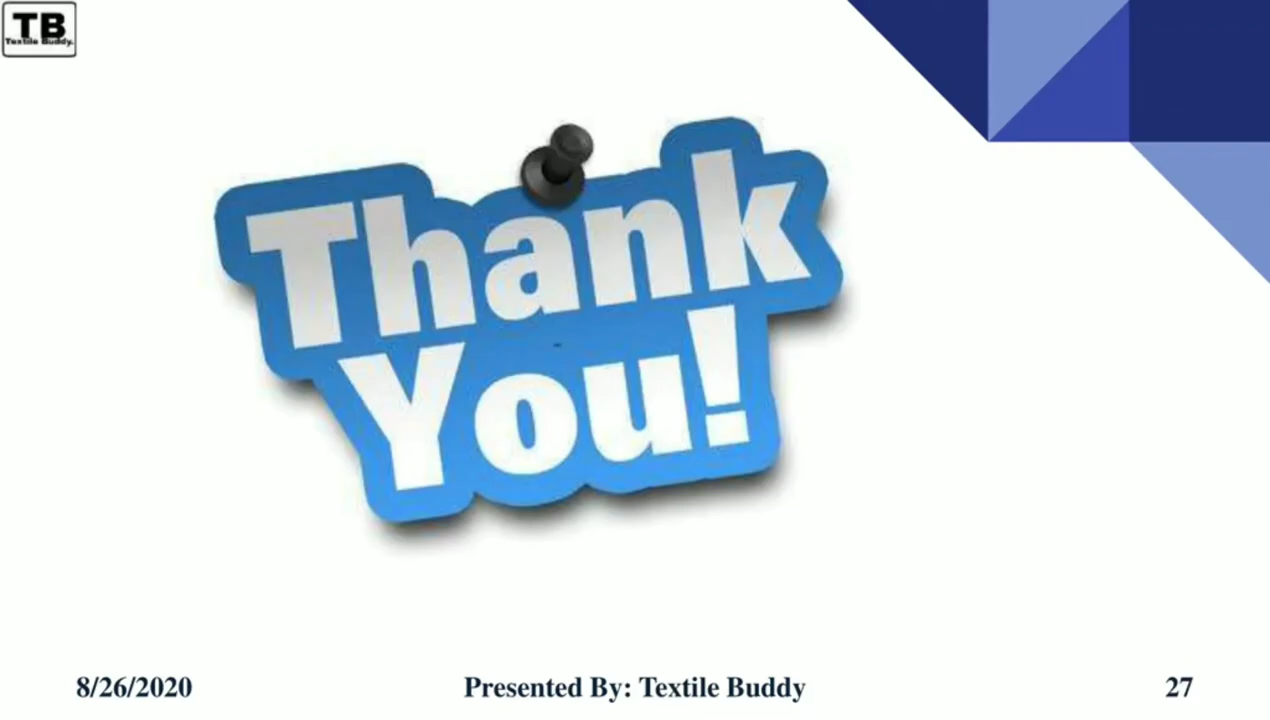 TB
Textile Buddy.
Thank
You!
8/26/2020
Presented By: Textile Buddy
27